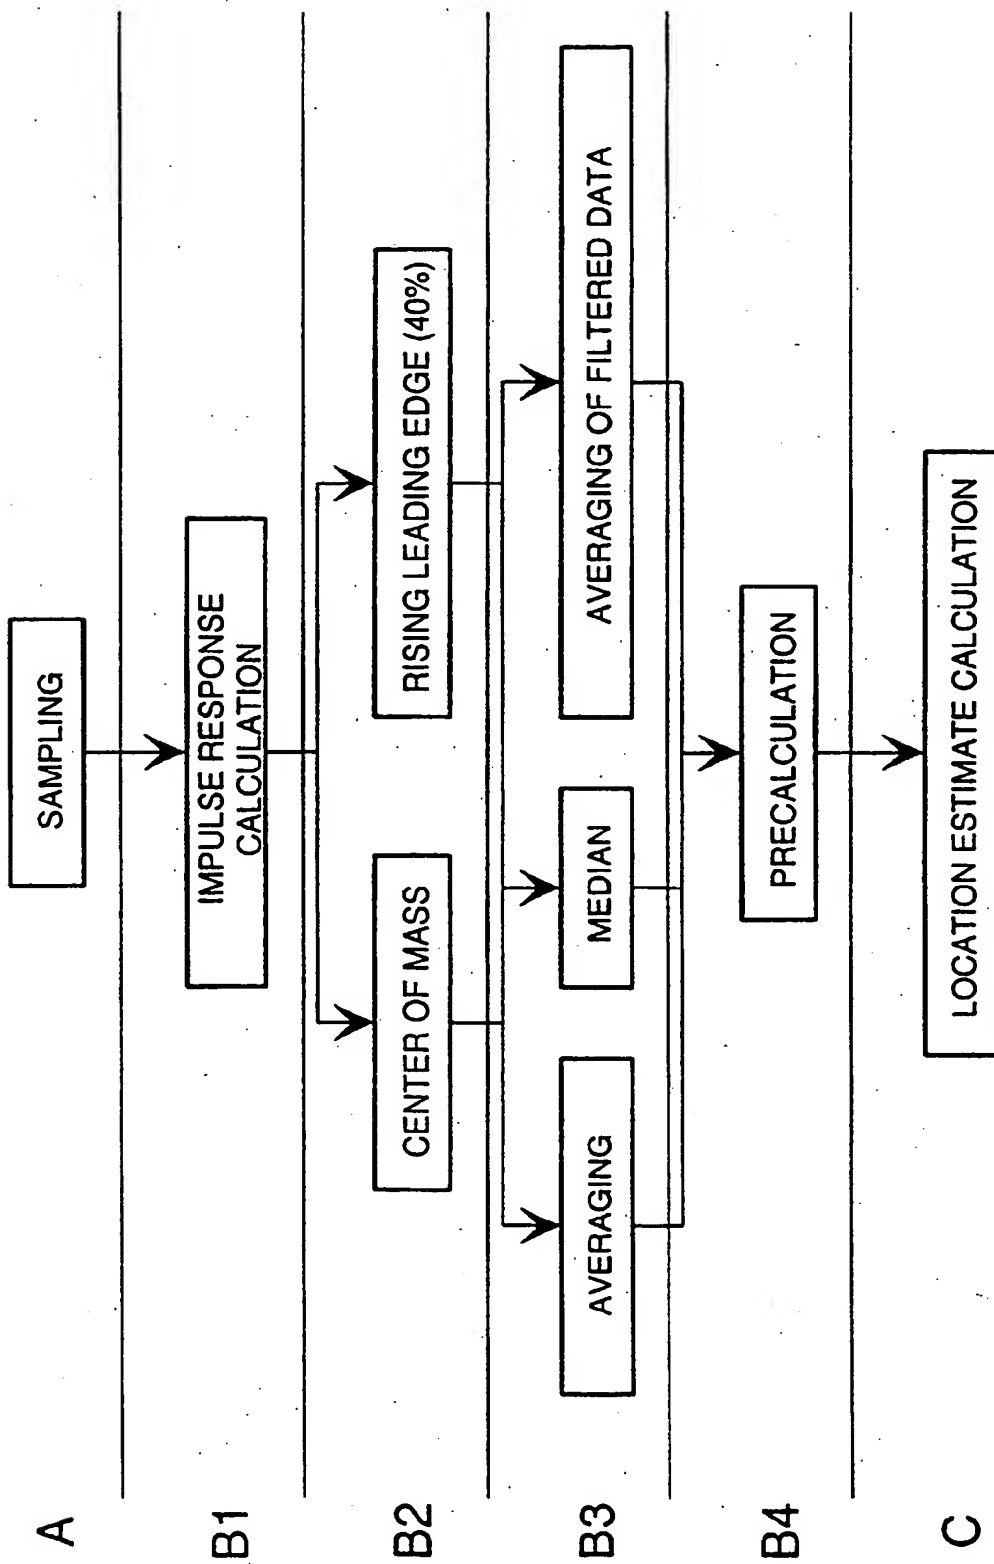 A
SAMPLING
B1
IMPULSE RESPONSE
CALCULATION
B2
CENTER OF MASS
RISING LEADING EDGE (40%)
B3
AVERAGING
MEDIAN
AVERAGING OF FILTERED DATA
B4
PRECALCULATION
C
LOCATION ESTIMATE CALCULATION